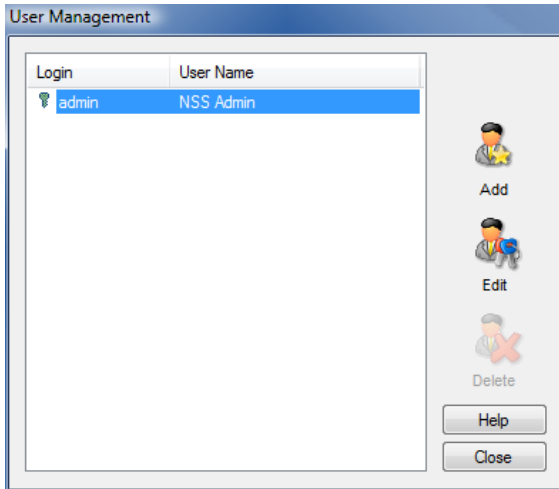 User Management
Login User Name
admin NSS Admin
Add
Edit
Delete
Help
Close